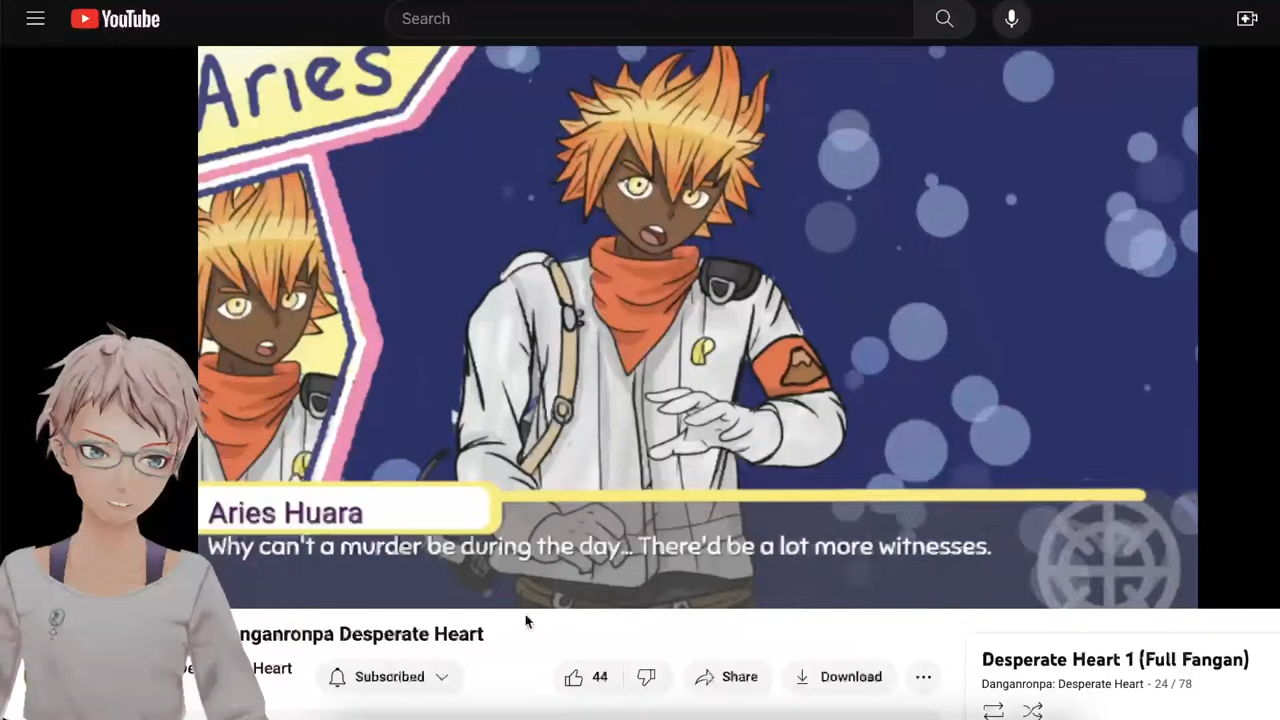 YouTube
Search
Aries
Aries Huara
Why can't a murder be during the day... There'd be a lot more witnesses.
nganronpa Desperate Heart
Heart
Subscribed
44
Share
Download
Desperate Heart 1 (Full Fangan)
Danganronpa: Desperate Heart - 24 / 78